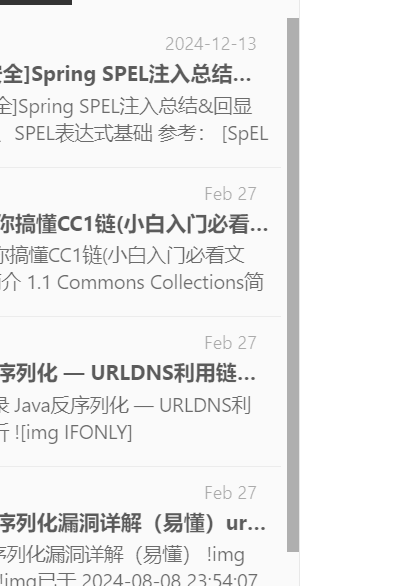 2024-12-13
全]Spring SPEL注入总结...
全]Spring SPEL注入总结&回显
、SPEL表达式基础 参考： [SpEL
Feb 27
你搞懂CC1链(小白入门必看...
你搞懂CC1链(小白入门必看文
介 1.1 Commons Collections简
Feb 27
序列化 — URLDNS利用链...
录 Java反序列化 — URLDNS利
析 ![img IFONLY]
Feb 27
序列化漏洞详解（易懂）ur...
序列化漏洞详解（易懂） !img
!img已于 2024-08-08 23:54:07